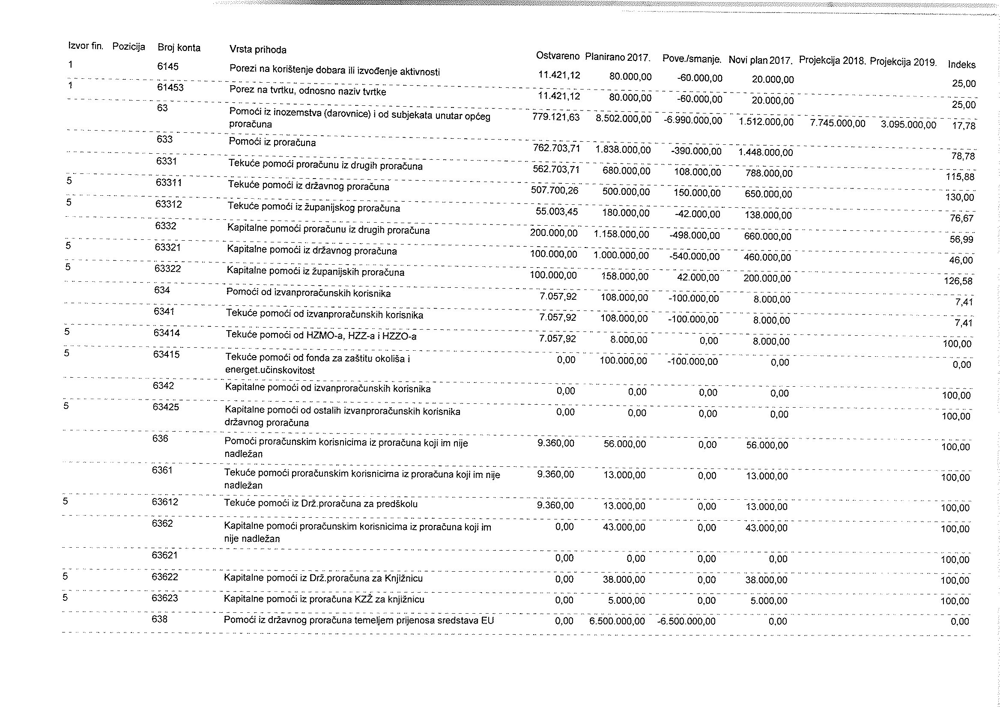 Izvor fin. Pozicija Broj konta Vrsta prihoda Ostvareno Planirano 2017. Pove./smanje. Novi plan 2017. Projekcija 2018. Projekcija 2019. Indeks
1 6145 Porezi na korištenje dobara ili izvođenje aktivnosti 11.421,12 80.000,00 -60.000,00 20.000,00 25,00
1 61453 Porez na tvrtku, odnosno naziv tvrtke 11.421,12 80.000,00 -60.000,00 20.000,00 25,00
63 Pomoći iz inozemstva (darovnice) i od subjekata unutar općeg 779.121,63 8.502.000,00 -6.990.000,00 1.512.000,00 7.745.000,00 3.095.000,00 17,78
proračuna
633 Pomoći iz proračuna 762.703,71 1.838.000,00 -390.000,00 1.448.000,00 78,78
6331 Tekuće pomoći proračunu iz drugih proračuna 562.703,71 680.000,00 108.000,00 788.000,00 115,88
5 63311 Tekuće pomoći iz državnog proračuna 507.700,26 500.000,00 150.000,00 650.000,00 130,00
5 63312 Tekuće pomoći iz županijskog proračuna 55.003,45 180.000,00 -42.000,00 138.000,00 76,67
6332 Kapitalne pomoći proračunu iz drugih proračuna 200.000,00 1.158.000,00 -498.000,00 660.000,00 56,99
5 63321 Kapitalne pomoći iz državnog proračuna 100.000,00 1.000.000,00 -540.000,00 460.000,00 46,00
5 63322 Kapitalne pomoći iz županijskih proračuna 100.000,00 158.000,00 42.000,00 200.000,00 126,58
634 Pomoći od izvanproračunskih korisnika 7.057,92 108.000,00 -100.000,00 8.000,00 7,41
6341 Tekuće pomoći od izvanproračunskih korisnika 7.057,92 108.000,00 -100.000,00 8.000,00 7,41
5 63414 Tekuće pomoći od HZMO-a, HZZ-a i HZZO-a 7.057,92 8.000,00 0,00 8.000,00 100,00
5 63415 Tekuće pomoći od fonda za zaštitu okoliša i 0,00 100.000,00 -100.000,00 0,00 0,00
energet.učinskovitost
6342 Kapitalne pomoći od izvanproračunskih korisnika 0,00 0,00 0,00 0,00 100,00
5 63425 Kapitalne pomoći od ostalih izvanproračunskih korisnika 0,00 0,00 0,00 0,00 100,00
državnog proračuna
636 Pomoći proračunskim korisnicima iz proračuna koji im nije 9.360,00 56.000,00 0,00 56.000,00 100,00
nadležan
6361 Tekuće pomoći proračunskim korisnicima iz proračuna koji im nije 9.360,00 13.000,00 0,00 13.000,00 100,00
nadležan
5 63612 Tekuće pomoći iz Drž.proračuna za predškolu 9.360,00 13.000,00 0,00 13.000,00 100,00
6362 Kapitalne pomoći proračunskim korisnicima iz proračuna koji im 0,00 43.000,00 0,00 43.000,00 100,00
nije nadležan
63621 0,00 0,00 0,00 0,00 100,00
5 63622 Kapitalne pomoći iz Drž.proračuna za Knjižnicu 0,00 38.000,00 0,00 38.000,00 100,00
5 63623 Kapitalne pomoći iz proračuna KZŽ za knjižnicu 0,00 5.000,00 0,00 5.000,00 100,00
638 Pomoći iz državnog proračuna temeljem prijenosa sredstava EU 0,00 6.500.000,00 -6.500.000,00 0,00 0,00